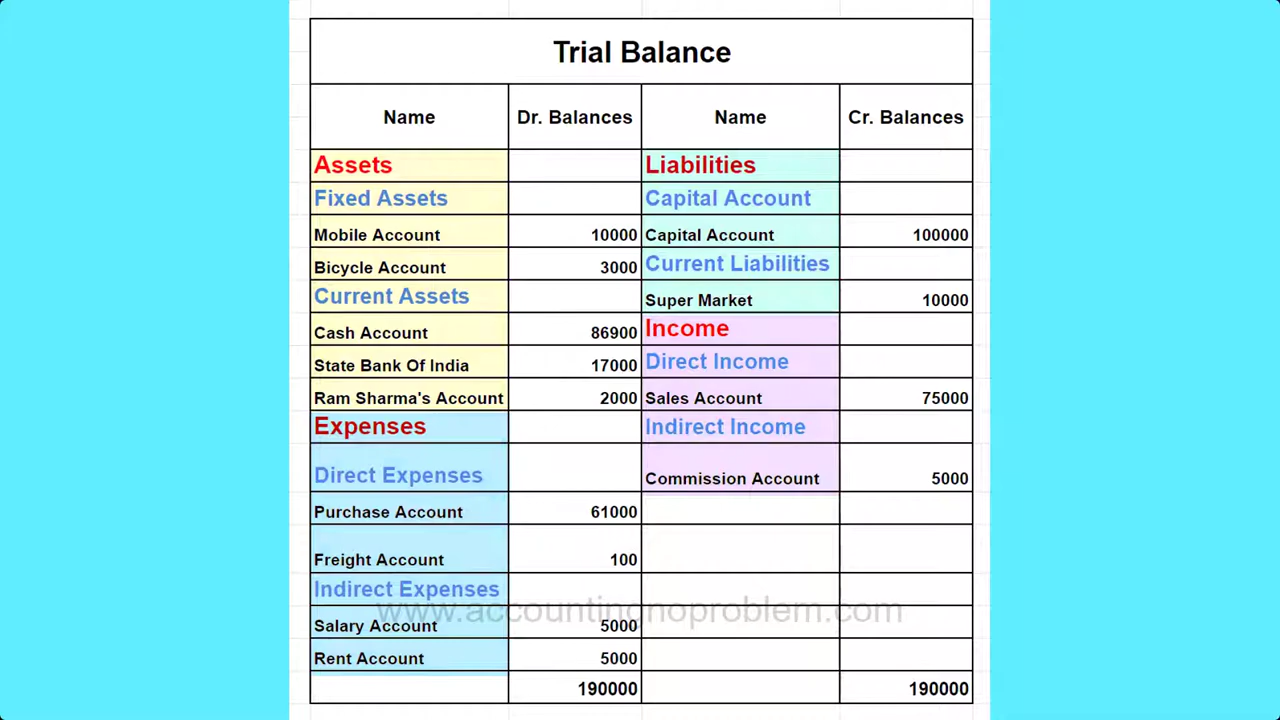 Trial Balance
Name Dr. Balances Name Cr. Balances
Assets Liabilities
Fixed Assets Capital Account
Mobile Account 10000 Capital Account 100000
Bicycle Account 3000 Current Liabilities
Current Assets Super Market 10000
Cash Account 86900 Income
State Bank Of India 17000 Direct Income
Ram Sharma's Account 2000 Sales Account 75000
Expenses Indirect Income
Direct Expenses Commission Account 5000
Purchase Account 61000
Freight Account 100
Indirect Expenses
www.accountingnoproblem.com
Salary Account 5000
Rent Account 5000
190000 190000